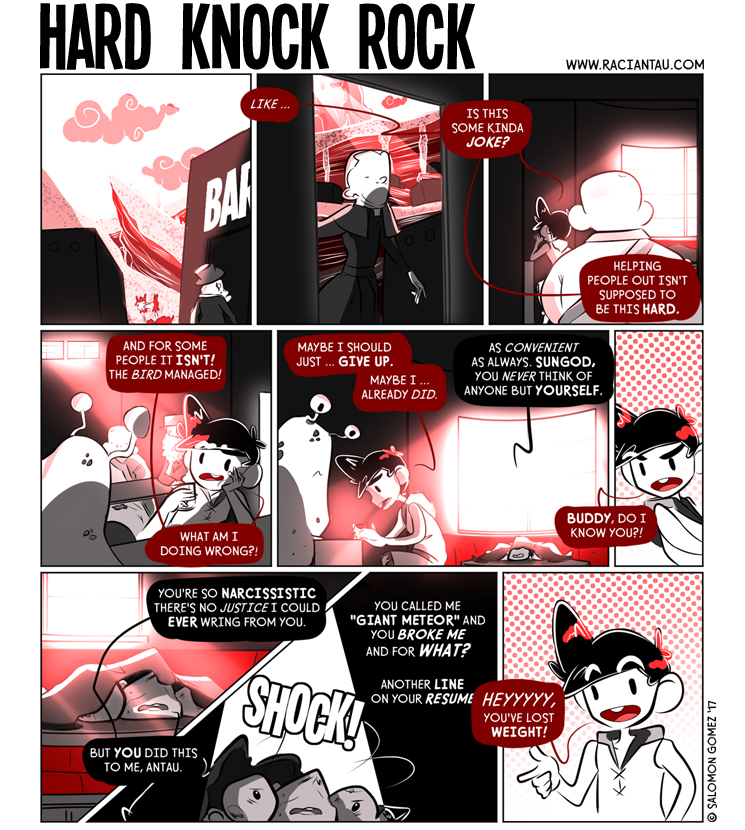 HARD KNOCK ROCK
WWW.RACIANTAU.COM
BAR
LIKE ...
IS THIS
SOME KINDA
JOKE?
HELPING
PEOPLE OUT ISN'T
SUPPOSED TO
BE THIS HARD.
AND FOR SOME
PEOPLE IT ISN'T!
THE BIRD MANAGED!
WHAT AM I
DOING WRONG?!
MAYBE I SHOULD
JUST ... GIVE UP.
MAYBE I ...
ALREADY DID.
AS CONVENIENT
AS ALWAYS. SUNGOD,
YOU NEVER THINK OF
ANYONE BUT YOURSELF.
BUDDY, DO I
KNOW YOU?!
YOU'RE SO NARCISSISTIC
THERE'S NO JUSTICE I COULD
EVER WRING FROM YOU.
BUT YOU DID THIS
TO ME, ANTAU.
YOU CALLED ME
"GIANT METEOR" AND
YOU BROKE ME
AND FOR WHAT?
ANOTHER LINE
ON YOUR RESUME
SHOCK!
HEYYYYY,
YOU'VE LOST
WEIGHT!
© SALOMON GOMEZ '17